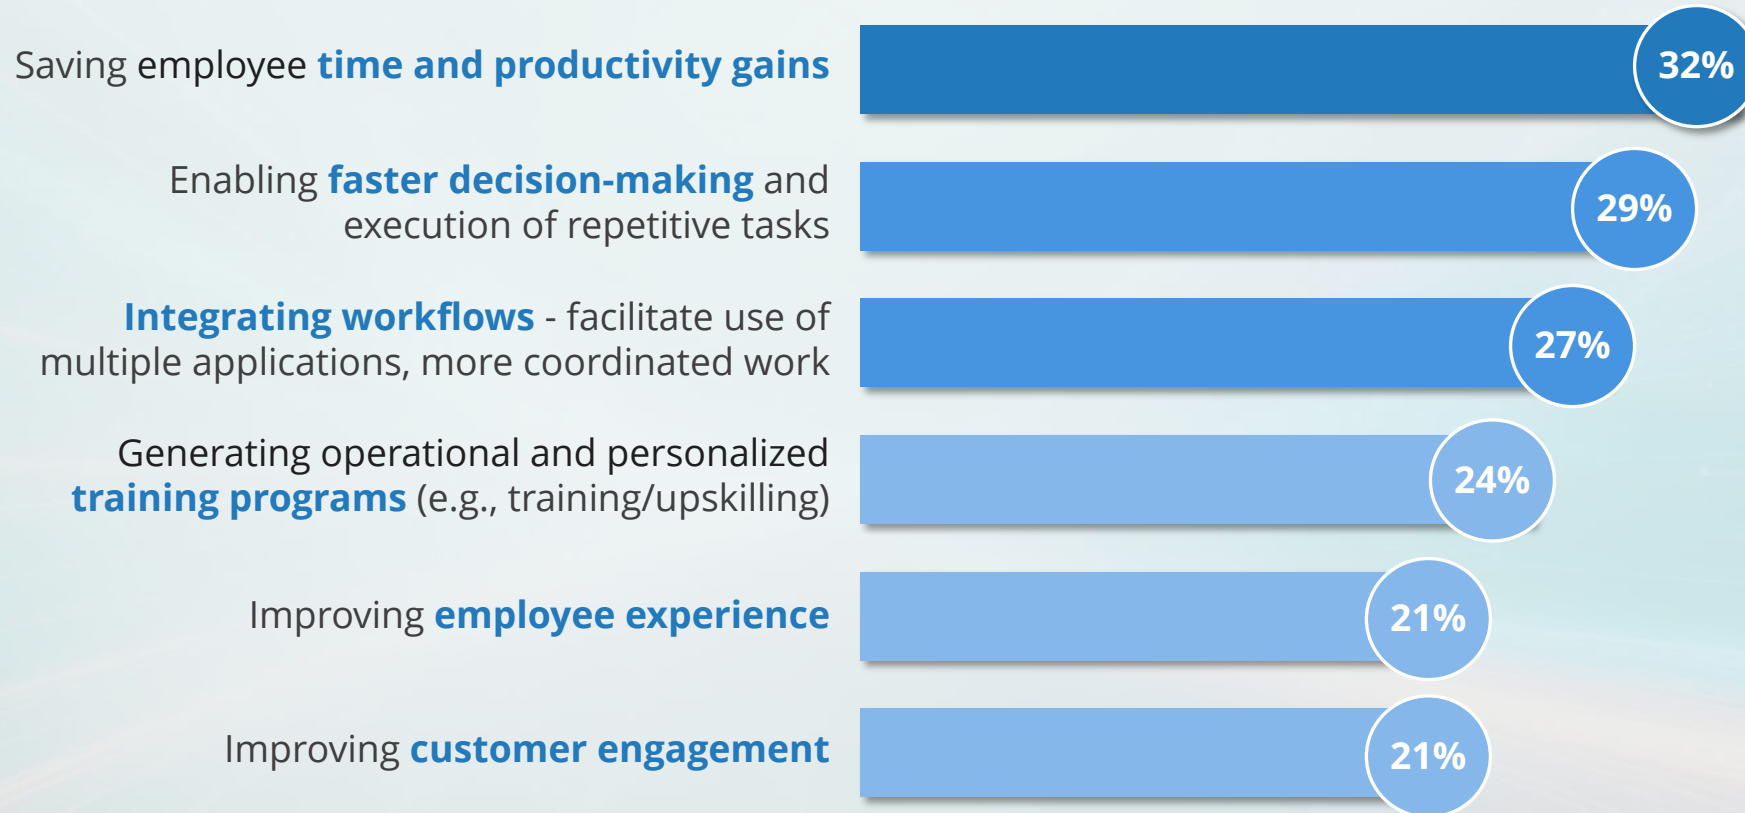 Saving employee time and productivity gains
32%
Enabling faster decision-making and
execution of repetitive tasks
29%
Integrating workflows - facilitate use of
multiple applications, more coordinated work
27%
Generating operational and personalized
training programs (e.g., training/upskilling)
24%
Improving employee experience
21%
Improving customer engagement
21%